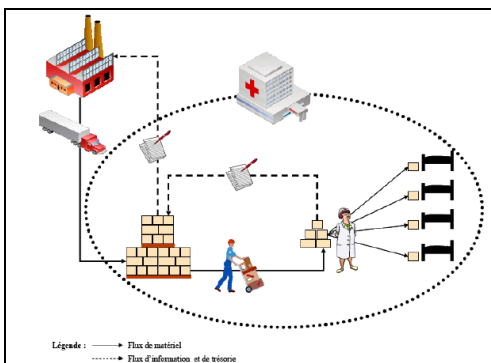 Légende : Flux de matériel
Flux d'information et de trésorie